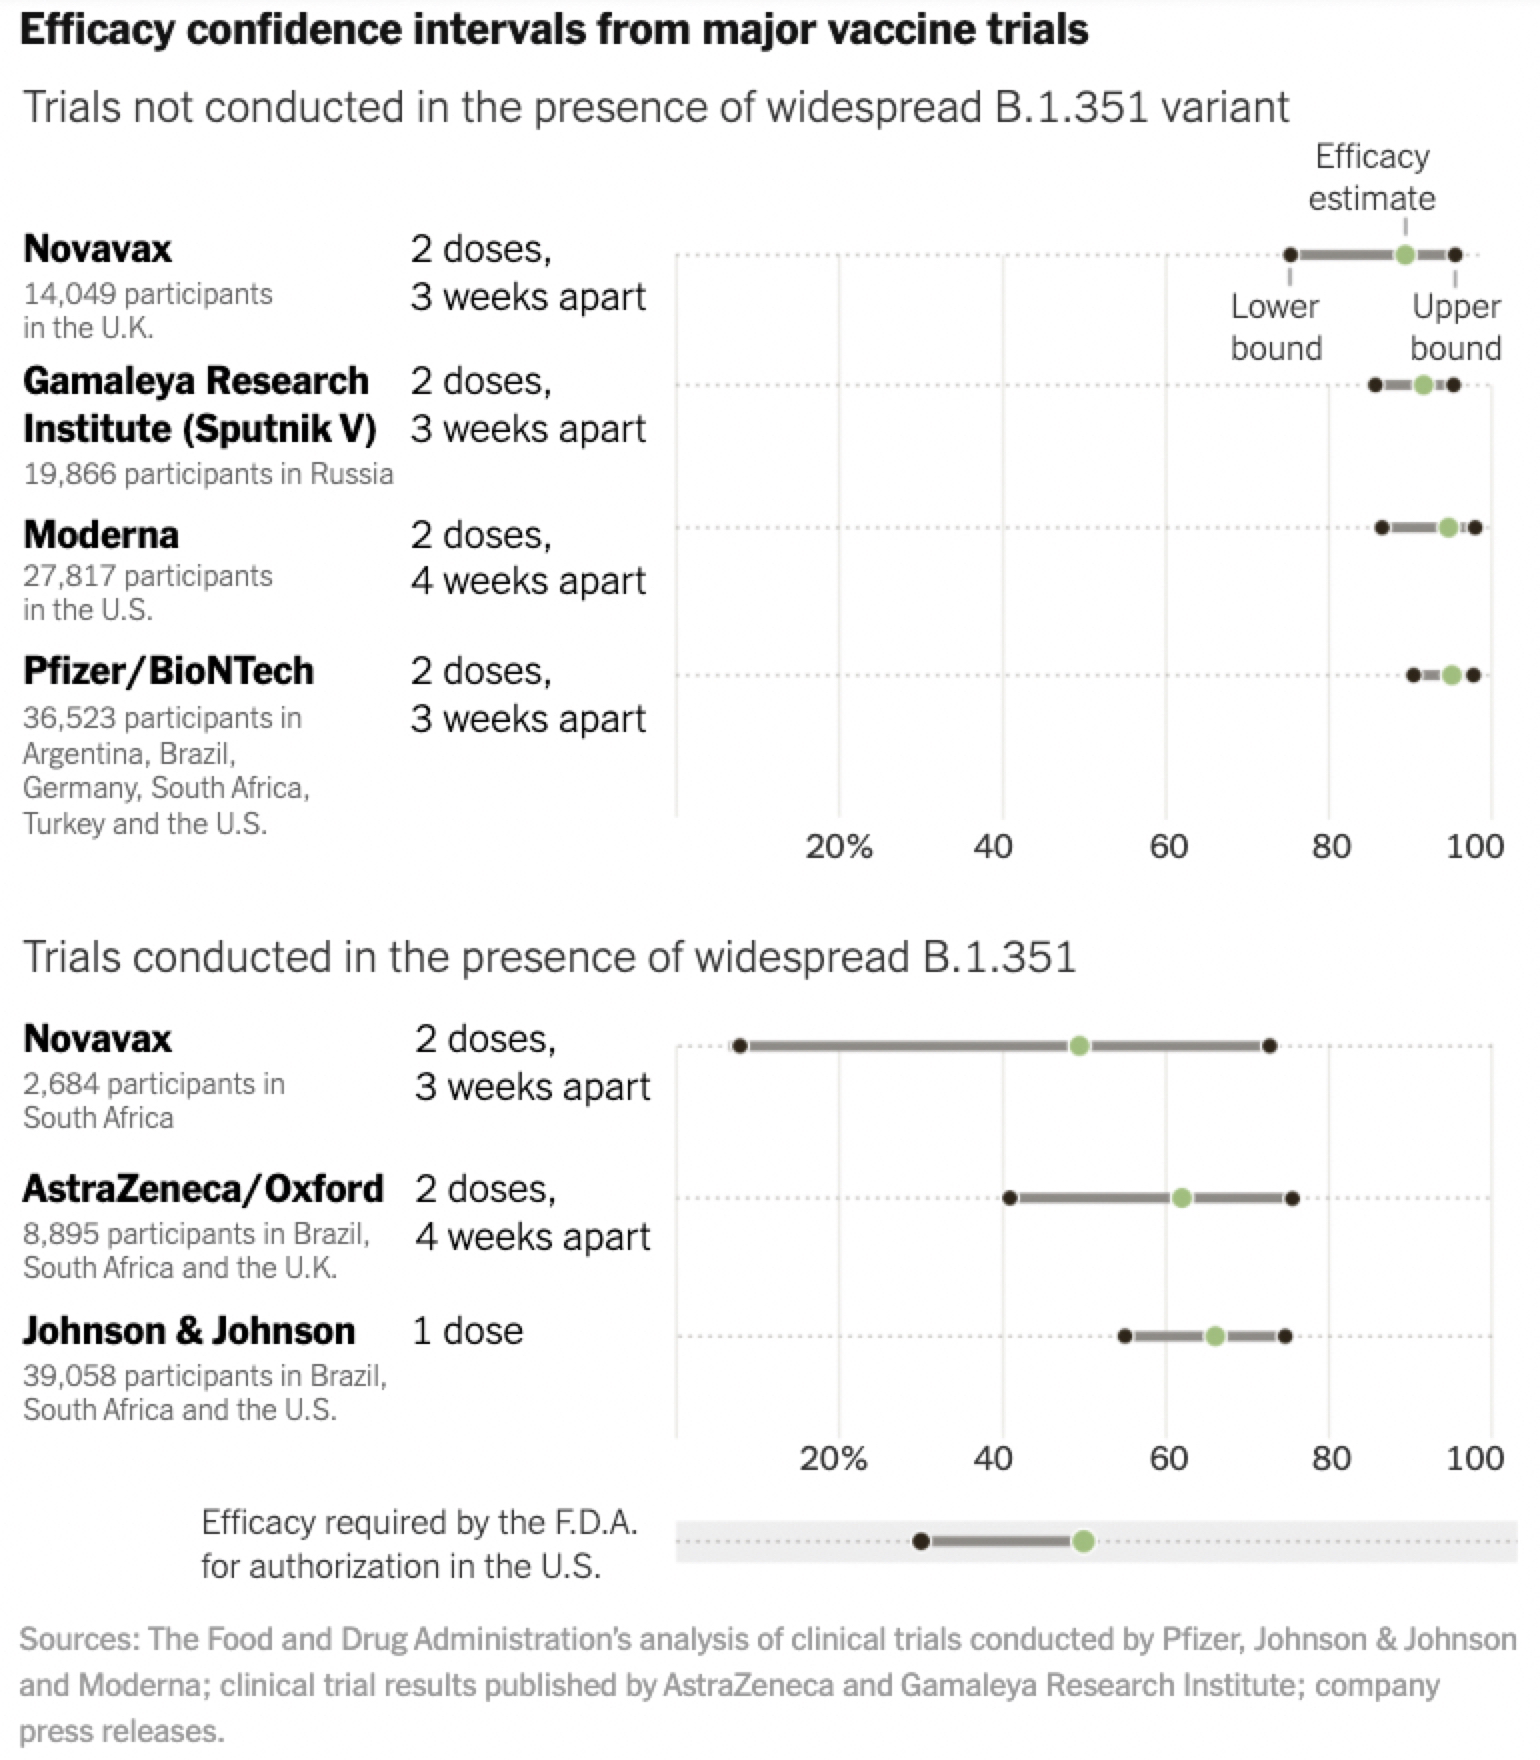 Efficacy confidence intervals from major vaccine trials
Trials not conducted in the presence of widespread B.1.351 variant
Efficacy
estimate
Novavax
14,049 participants
in the U.K.
2 doses,
3 weeks apart
Lower
bound
Upper
bound
Gamaleya Research
Institute (Sputnik V)
19,866 participants in Russia
2 doses,
3 weeks apart
Moderna
27,817 participants
in the U.S.
2 doses,
4 weeks apart
Pfizer/BioNTech
36,523 participants in
Argentina, Brazil,
Germany, South Africa,
Turkey and the U.S.
2 doses,
3 weeks apart
20% 40 60 80 100
Trials conducted in the presence of widespread B.1.351
Novavax
2,684 participants in
South Africa
2 doses,
3 weeks apart
AstraZeneca/Oxford
8,895 participants in Brazil,
South Africa and the U.K.
2 doses,
4 weeks apart
Johnson & Johnson
39,058 participants in Brazil,
South Africa and the U.S.
1 dose
20% 40 60 80 100
Efficacy required by the F.D.A.
for authorization in the U.S.
Sources: The Food and Drug Administration’s analysis of clinical trials conducted by Pfizer, Johnson & Johnson
and Moderna; clinical trial results published by AstraZeneca and Gamaleya Research Institute; company
press releases.